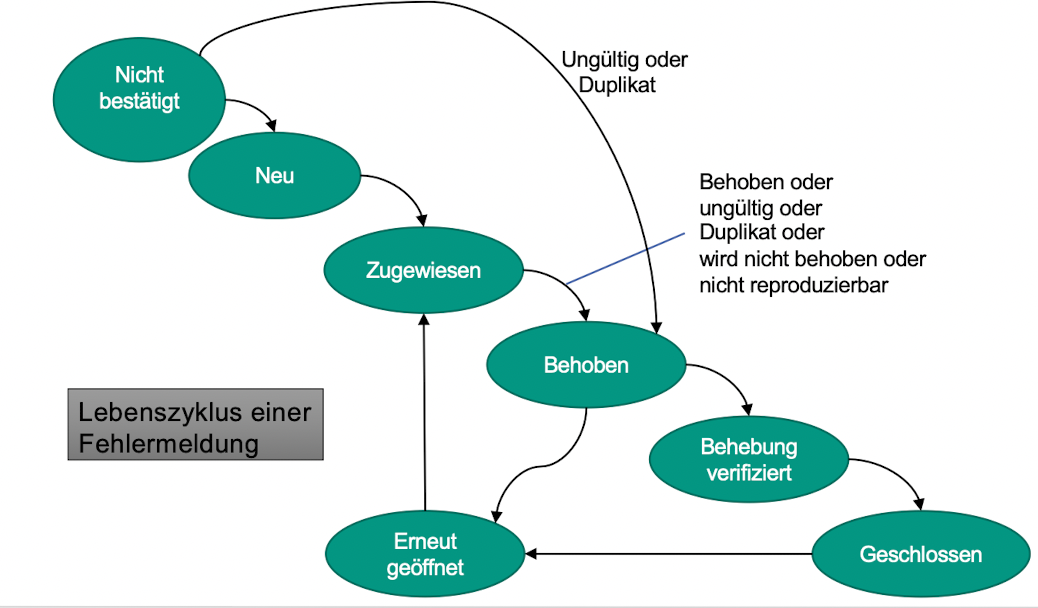 Nicht
bestätigt
Ungültig oder
Duplikat
Neu
Behoben oder
ungültig oder
Duplikat oder
wird nicht behoben oder
nicht reproduzierbar
Zugewiesen
Behoben
Lebenszyklus einer
Fehlermeldung
Behebung
verifiziert
Erneut
geöffnet
Geschlossen